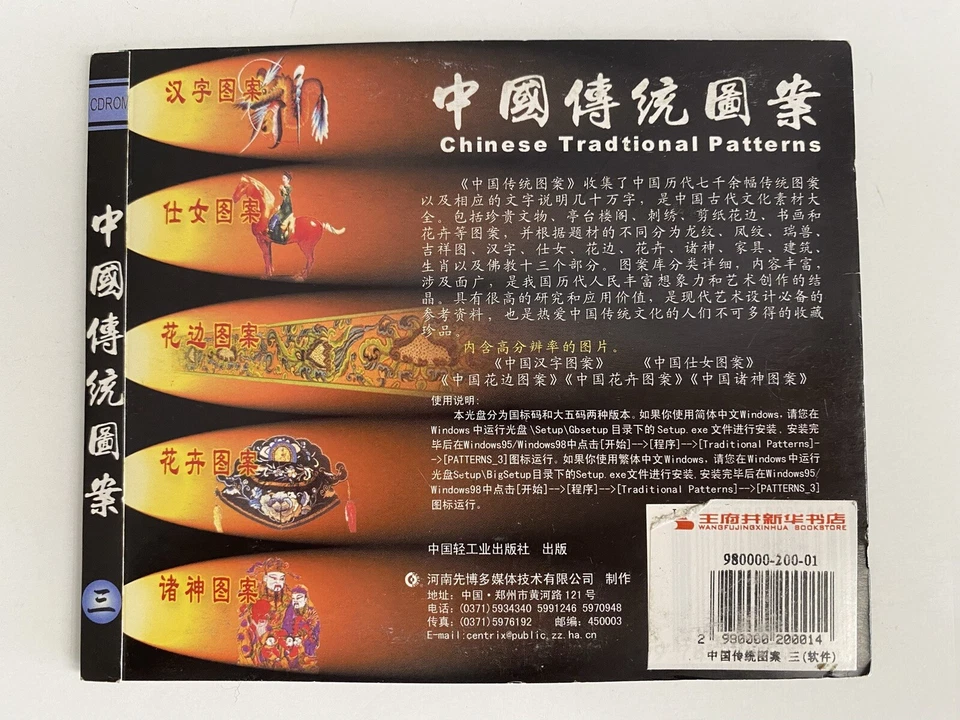 CDROM
中國傳統圖案
三
汉字图案
仕女图案
花边图案
花卉图案
诸神图案
中國傳统圖案
Chinese Tradtional Patterns
《中国传统图案》收集了中国历代七千余幅传统图案
以及相应的文字说明几十万字，是中国古代文化素材大
全。包括珍贵文物、亭台楼阁、刺绣、剪纸花边、书画和
花卉等图案，并根据题材的不同分为龙纹、凤纹、瑞兽、
吉祥图、汉字、仕女、花边、花卉、诸神、家具、建筑、
生肖以及佛教十三个部分。图案库分类详细，内容丰富，
涉及面广，是我国历代人民丰富想象力和艺术创作的结
晶。具有很高的研究和应用价值，是现代艺术设计必备的
参考资料，也是热爱中国传统文化的人们不可多得的收藏
珍品。
内含高分辨率的图片。
《中国汉字图案》 《中国仕女图案》
《中国花边图案》《中国花卉图案》《中国诸神图案》
使用说明：
本光盘分为国标码和大五码两种版本。如果你使用简体中文Windows，请您在
Windows中运行光盘\Setup\Gbsetup目录下的Setup.exe文件进行安装，安装完
毕后在Windows95/Windows98中点击[开始]-->[程序]-->[Traditional Patterns]-
->[PATTERNS_3]图标运行。如果你使用繁体中文Windows，请您在Windows中运行
光盘Setup\BigSetup目录下的Setup.exe文件进行安装，安装完毕后在Windows95/
Windows98中点击[开始]-->[程序]-->[Traditional Patterns]-->[PATTERNS_3]
图标运行。
中国轻工业出版社 出版
河南先博多媒体技术有限公司 制作
地址：中国·郑州市黄河路121号
电话：(0371)5934340 5991246 5970948
传真：(0371)5976192 邮编：450003
E-mail:centrix@public.zz.ha.cn
王府井新华书店
WANGFUJINGXINHUA BOOKSTORE
980000-200-01
2 980000 200014
中国传统图案 三(软件)